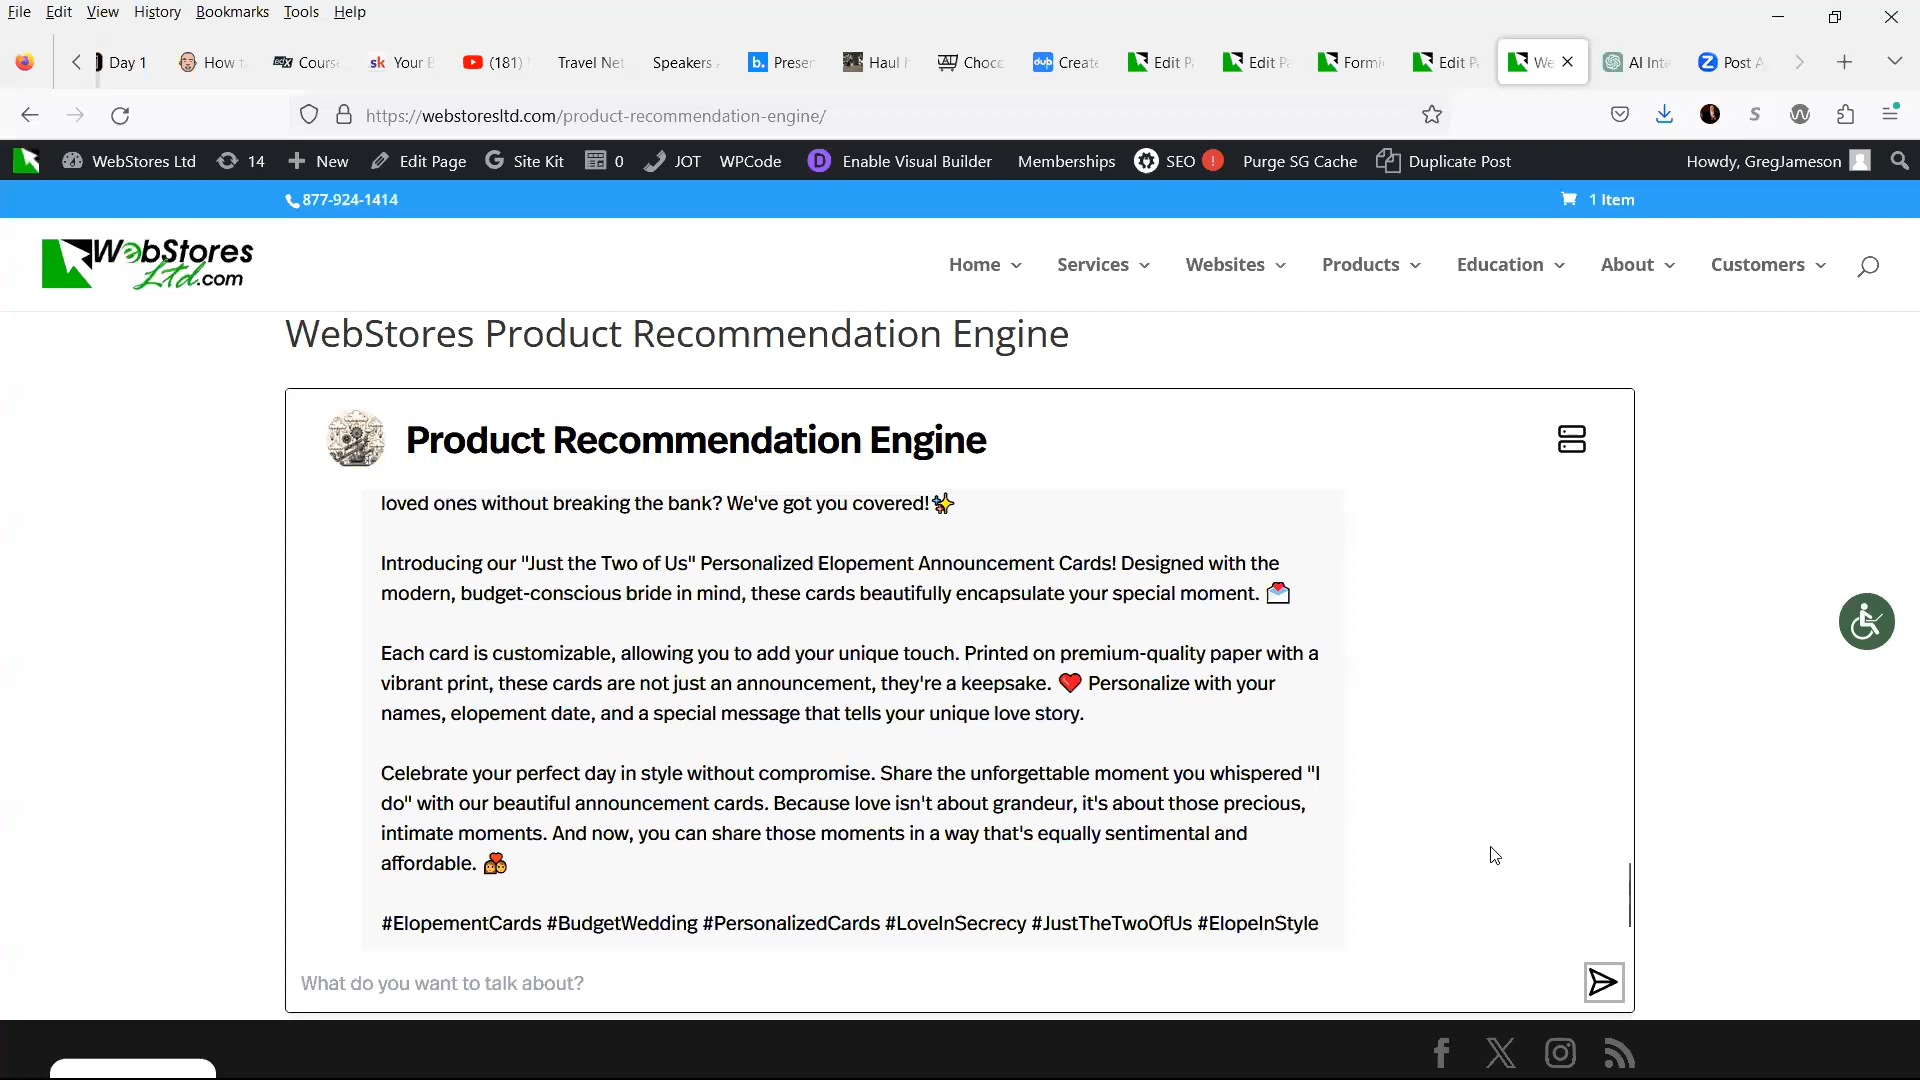 File Edit View History Bookmarks Tools Help
Day 1 How Cours sk Your (181) Travel Net Speakers b. Preser Haul Choc dub Create Edit Edit Formi Edit We AI Inte Z Post
https://webstoresltd.com/product-recommendation-engine/ S
WebStores Ltd 14 New Edit Page G Site Kit 0 JOT WPCode D Enable Visual Builder Memberships SEO ! Purge SG Cache Duplicate Post Howdy, GregJameson
877-924-1414 1 Item
WebStores Ltd.com
Home Services Websites Products Education About Customers
WebStores Product Recommendation Engine
Product Recommendation Engine
loved ones without breaking the bank? We've got you covered!✨
Introducing our "Just the Two of Us" Personalized Elopement Announcement Cards! Designed with the
modern, budget-conscious bride in mind, these cards beautifully encapsulate your special moment. 💌
Each card is customizable, allowing you to add your unique touch. Printed on premium-quality paper with a
vibrant print, these cards are not just an announcement, they're a keepsake. ❤️ Personalize with your
names, elopement date, and a special message that tells your unique love story.
Celebrate your perfect day in style without compromise. Share the unforgettable moment you whispered "I
do" with our beautiful announcement cards. Because love isn't about grandeur, it's about those precious,
intimate moments. And now, you can share those moments in a way that's equally sentimental and
affordable. 💑
#ElopementCards #BudgetWedding #PersonalizedCards #LoveInSecrecy #JustTheTwoOfUs #ElopeInStyle
What do you want to talk about?